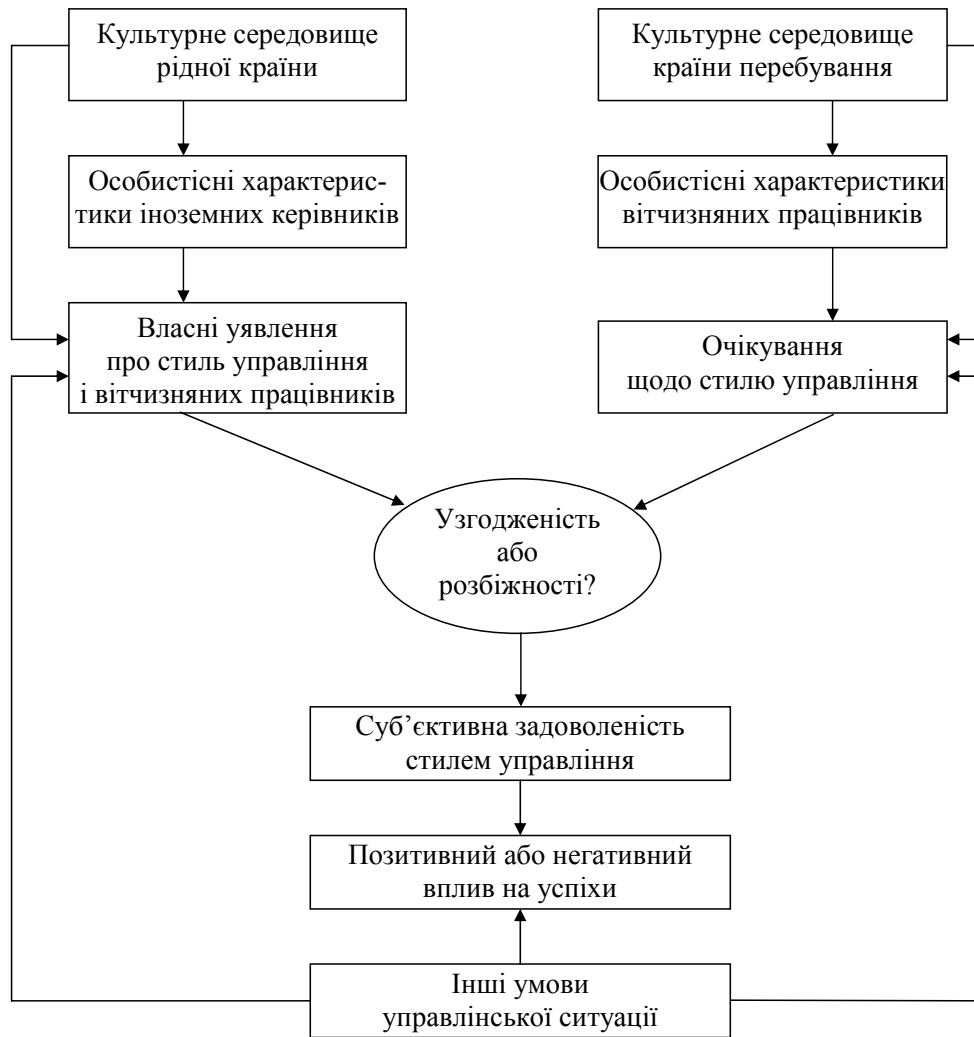 Культурне середовище
рідної країни
Культурне середовище
країни перебування
Особистісні характерис-
тики іноземних керівників
Особистісні характеристики
вітчизняних працівників
Власні уявлення
про стиль управління
і вітчизняних працівників
Очікування
щодо стилю управління
Узгодженість
або
розбіжності?
Суб’єктивна задоволеність
стилем управління
Позитивний або негативний
вплив на успіхи
Інші умови
управлінської ситуації